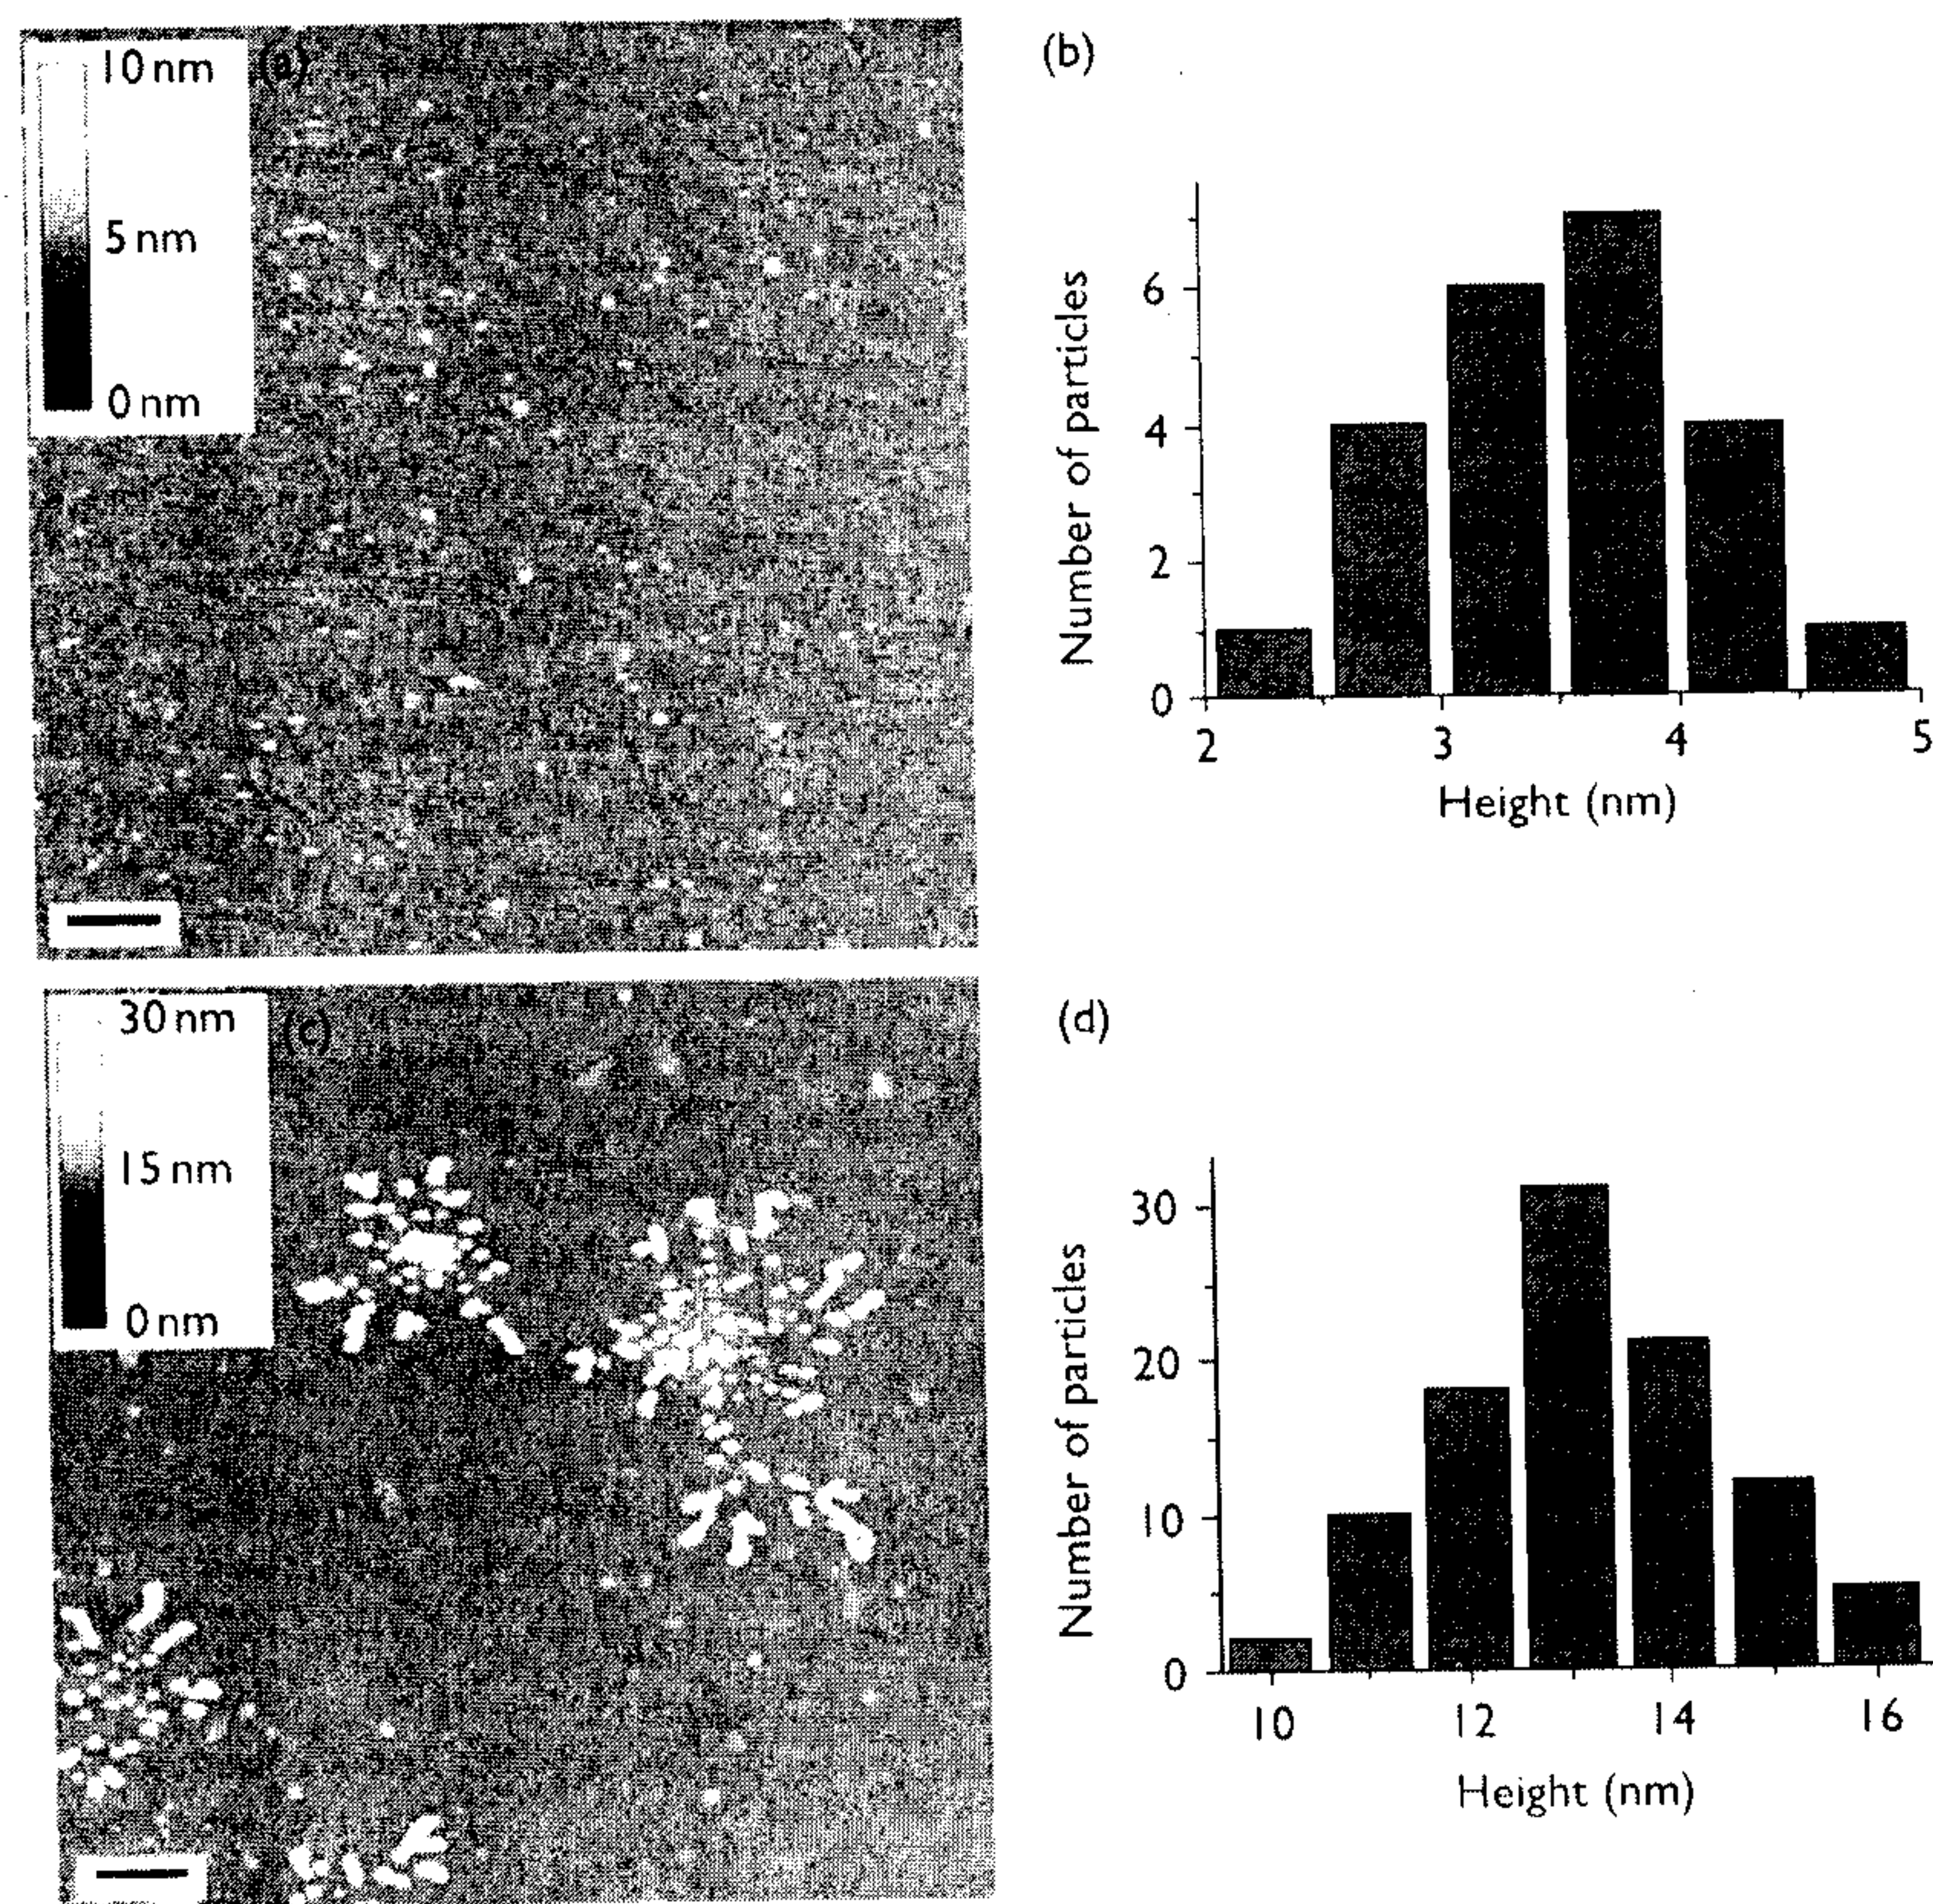 10 nm
(a)
5 nm
0 nm
(b)
Number of particles
6
4
2
0
2 3 4 5
Height (nm)
30 nm
(c)
15 nm
0 nm
(d)
Number of particles
30
20
10
0
10 12 14 16
Height (nm)